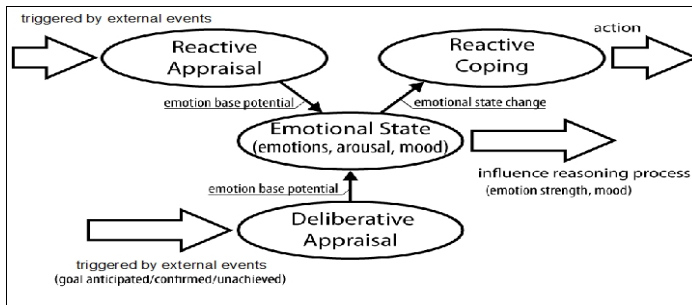 triggered by external events
action
Reactive
Appraisal
Reactive
Coping
emotion base potential
emotional state change
Emotional State
(emotions, arousal, mood)
influence reasoning process
(emotion strength, mood)
emotion base potential
Deliberative
Appraisal
triggered by external events
(goal anticipated/confirmed/unachieved)